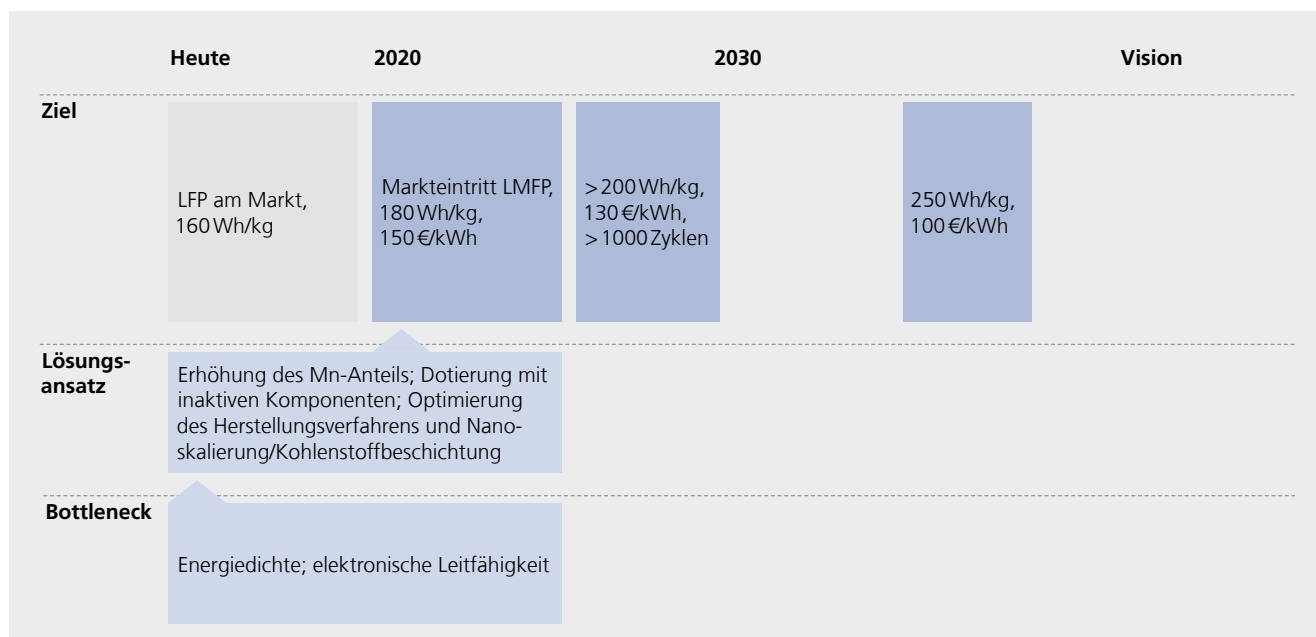 Heute 2020 2030 Vision
Ziel
LFP am Markt,
160 Wh/kg
Markteintritt LMFP,
180 Wh/kg,
150 €/kWh
>200 Wh/kg,
130 €/kWh,
>1000 Zyklen
250 Wh/kg,
100 €/kWh
Lösungs-
ansatz
Erhöhung des Mn-Anteils; Dotierung mit
inaktiven Komponenten; Optimierung
des Herstellungsverfahrens und Nano-
skalierung/Kohlenstoffbeschichtung
Bottleneck
Energiedichte; elektronische Leitfähigkeit